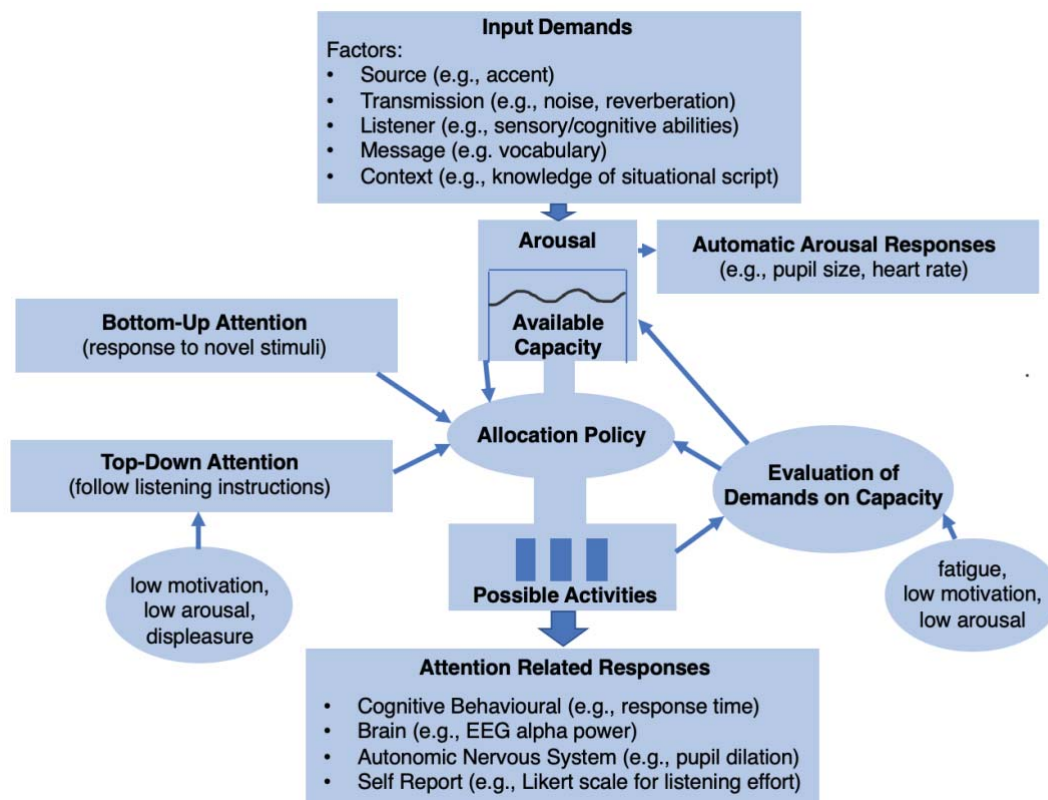 Input Demands
Factors:
• Source (e.g., accent)
• Transmission (e.g., noise, reverberation)
• Listener (e.g., sensory/cognitive abilities)
• Message (e.g. vocabulary)
• Context (e.g., knowledge of situational script)
Arousal
Automatic Arousal Responses
(e.g., pupil size, heart rate)
Available
Capacity
Bottom-Up Attention
(response to novel stimuli)
Allocation Policy
Top-Down Attention
(follow listening instructions)
Evaluation of
Demands on Capacity
low motivation,
low arousal,
displeasure
Possible Activities
fatigue,
low motivation,
low arousal
Attention Related Responses
• Cognitive Behavioural (e.g., response time)
• Brain (e.g., EEG alpha power)
• Autonomic Nervous System (e.g., pupil dilation)
• Self Report (e.g., Likert scale for listening effort)